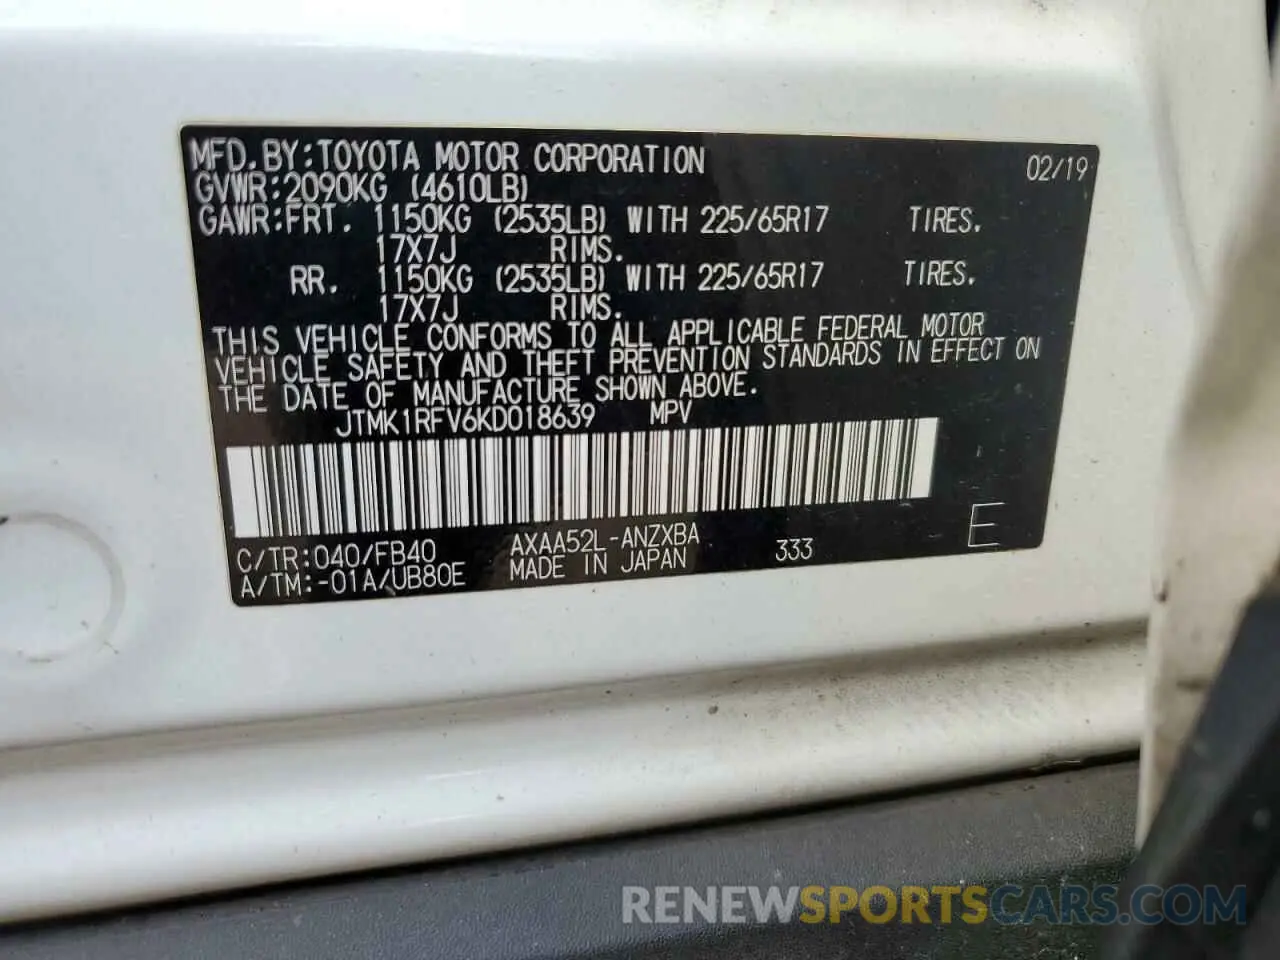 MFD.BY:TOYOTA MOTOR CORPORATION 02/19
GVWR:2090KG (4610LB)
GAWR:FRT. 1150KG (2535LB) WITH 225/65R17 TIRES.
17X7J RIMS.
RR. 1150KG (2535LB) WITH 225/65R17 TIRES.
17X7J RIMS.
THIS VEHICLE CONFORMS TO ALL APPLICABLE FEDERAL MOTOR
VEHICLE SAFETY AND THEFT PREVENTION STANDARDS IN EFFECT ON
THE DATE OF MANUFACTURE SHOWN ABOVE.
JTMK1RFV6KD018639 MPV
C/TR:040/FB40 AXAA52L-ANZXBA 333 E
A/TM:-01A/UB80E MADE IN JAPAN
RENEWSPORTSCARS.COM